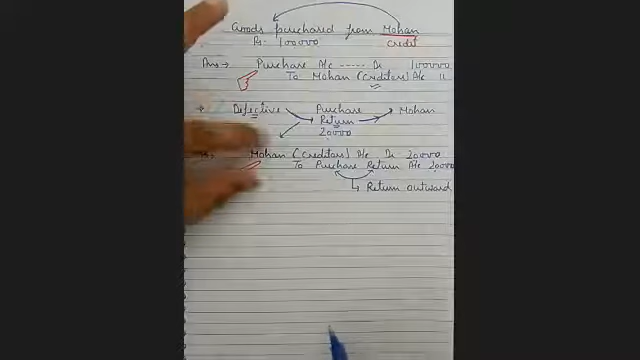 Goods purchased from Mohan
Rs. 100000 credit
Ans → Purchase A/c ----- Dr 100000
To Mohan (Creditors) A/c 11
→ Defective Purchase Return → Mohan
20000
Mohan (Creditors) A/c Dr 20000
To Purchase Return A/c 20000
↳ Return outward